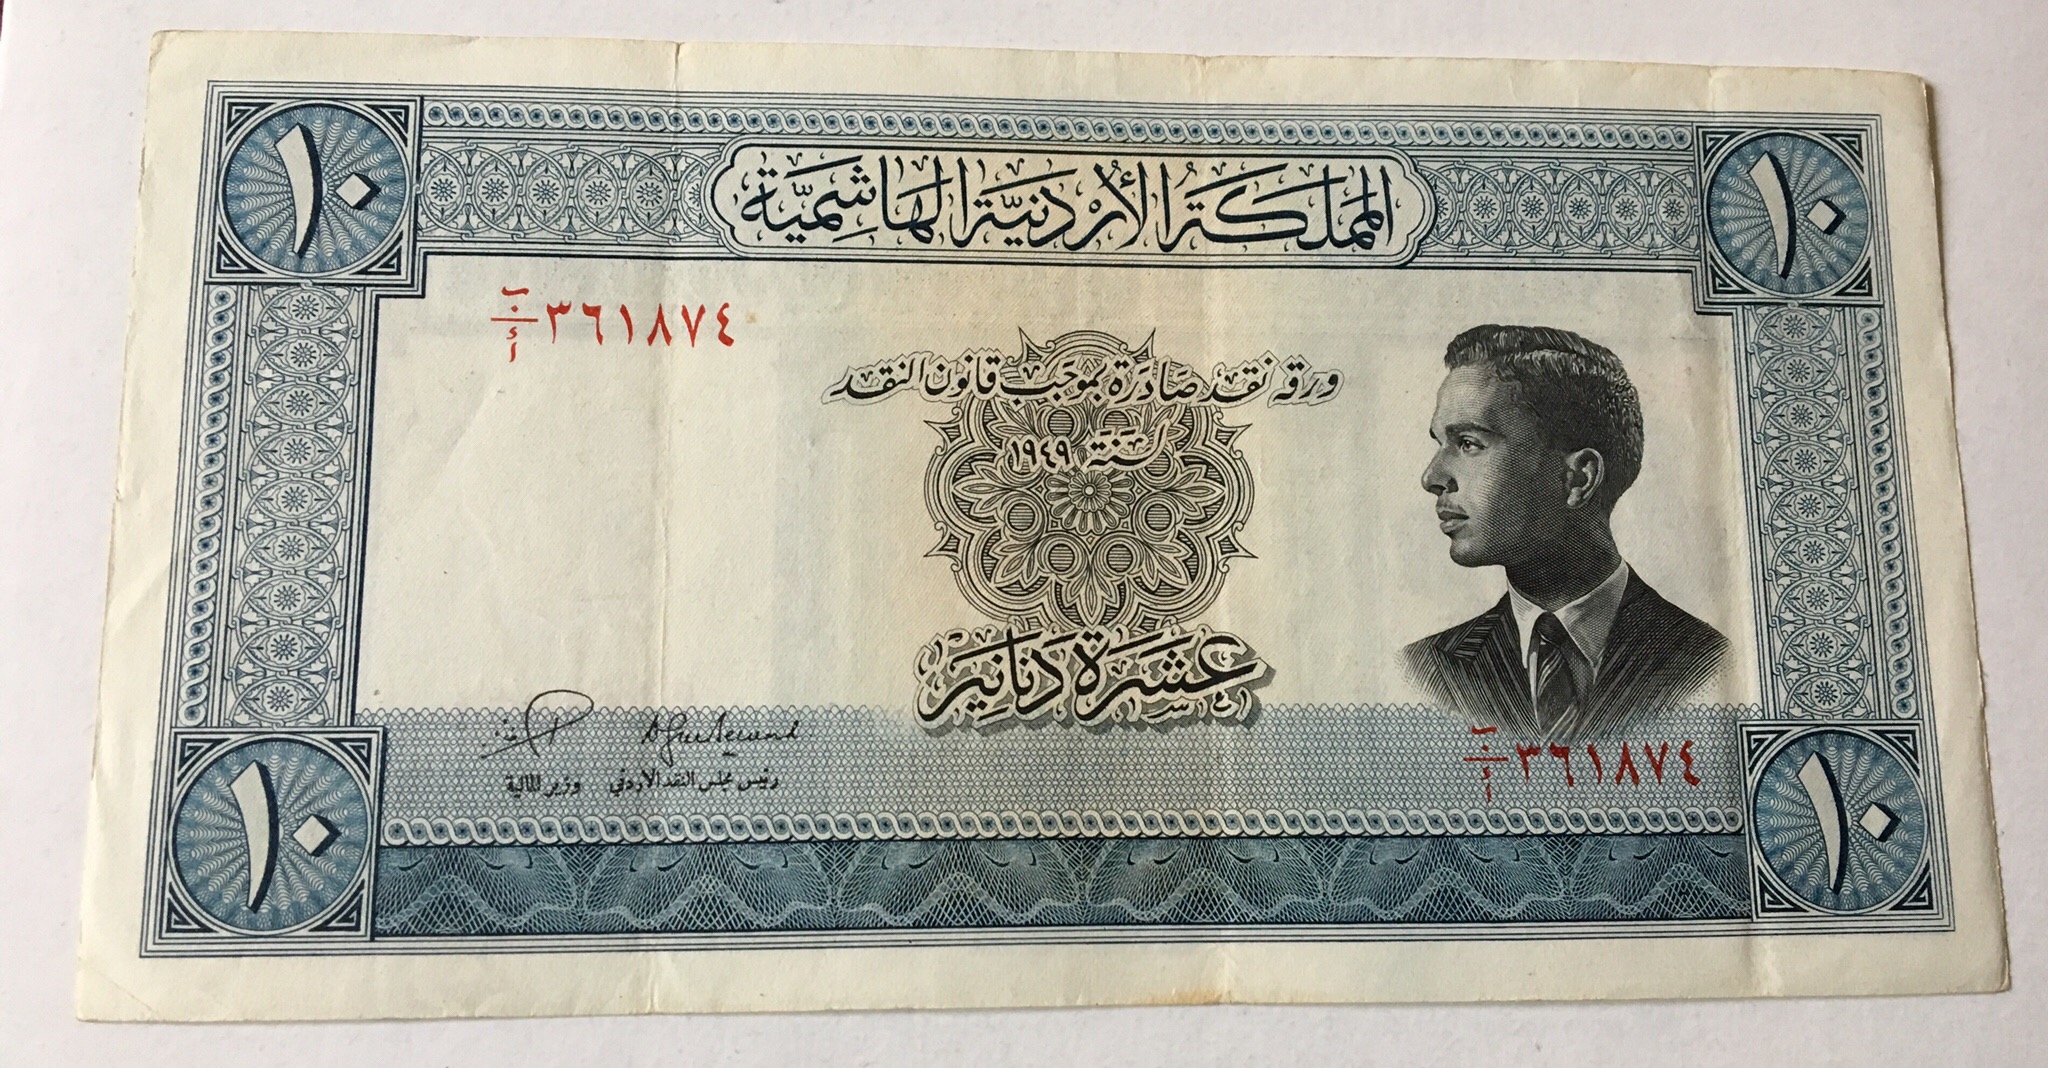 ١٠
المملكة الأردنية الهاشمية
١٠
ب/أ ٣٦١٨٧٤
ورقة نقد صادرة بموجب قانون النقد
لسنة ١٩٤٩
عشرة دنانير
وزير المالية
رئيس مجلس النقد الأردني
ب/أ ٣٦١٨٧٤
١٠
١٠